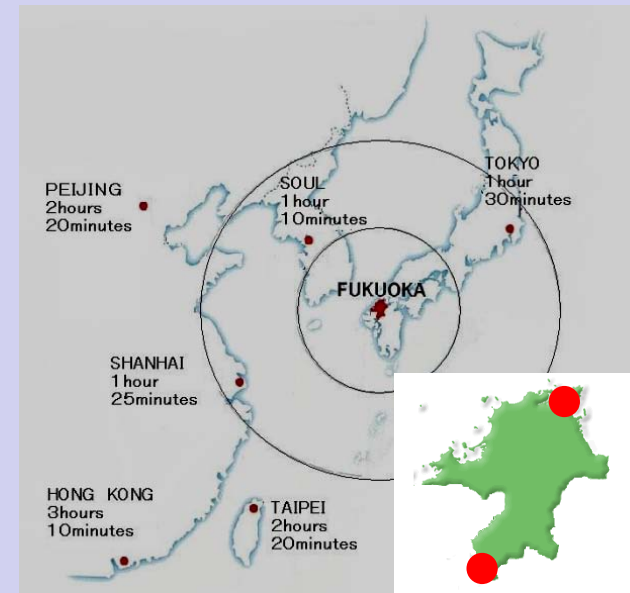 TOKYO
1hour
30minutes
SOUL
1hour
10minutes
PEIJING
2hours
20minutes
FUKUOKA
SHANHAI
1hour
25minutes
HONG KONG
3hours
10minutes
TAIPEI
2hours
20minutes